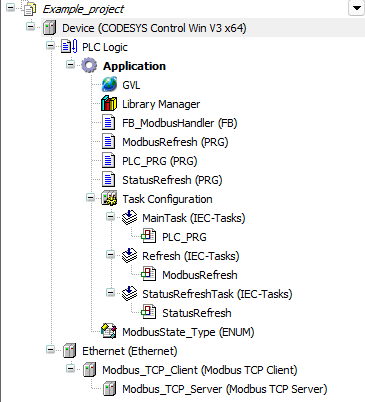 Example_project
Device (CODESYS Control Win V3 x64)
PLC Logic
Application
GVL
Library Manager
FB_ModbusHandler (FB)
ModbusRefresh (PRG)
PLC_PRG (PRG)
StatusRefresh (PRG)
Task Configuration
MainTask (IEC-Tasks)
PLC_PRG
Refresh (IEC-Tasks)
ModbusRefresh
StatusRefreshTask (IEC-Tasks)
StatusRefresh
ModbusState_Type (ENUM)
Ethernet (Ethernet)
Modbus_TCP_Client (Modbus TCP Client)
Modbus_TCP_Server (Modbus TCP Server)